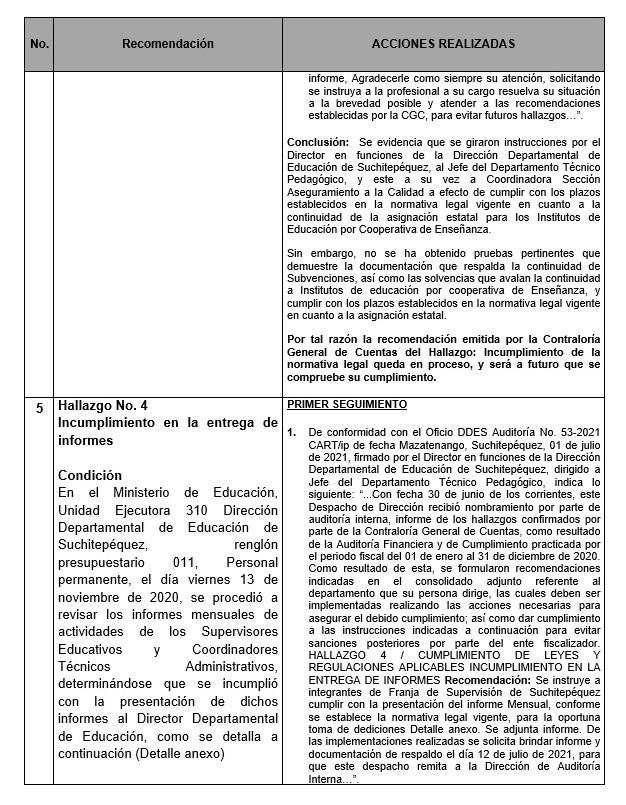 No.
Recomendación
ACCIONES REALIZADAS
informe, Agradecerle como siempre su atención, solicitando
se instruya a la profesional a su cargo resuelva su situación
a la brevedad posible y atender a las recomendaciones
establecidas por la CGC, para evitar futuros hallazgos…”.
Conclusión: Se evidencia que se giraron instrucciones por el
Director en funciones de la Dirección Departamental de
Educación de Suchitepéquez, al Jefe del Departamento Técnico
Pedagógico, y este a su vez a Coordinadora Sección
Aseguramiento a la Calidad a efecto de cumplir con los plazos
establecidos en la normativa legal vigente en cuanto a la
continuidad de la asignación estatal para los Institutos de
Educación por Cooperativa de Enseñanza.
Sin embargo, no se ha obtenido pruebas pertinentes que
demuestre la documentación que respalda la continuidad de
Subvenciones, así como las solvencias que avalan la continuidad
a Institutos de educación por cooperativa de Enseñanza, y
cumplir con los plazos establecidos en la normativa legal vigente
en cuanto a la asignación estatal.
Por tal razón la recomendación emitida por la Contraloría
General de Cuentas del Hallazgo: Incumplimiento de la
normativa legal queda en proceso, y será a futuro que se
compruebe su cumplimiento.
5
Hallazgo No. 4
Incumplimiento en la entrega de
informes
Condición
En el Ministerio de Educación,
Unidad Ejecutora 310 Dirección
Departamental de Educación de
Suchitepéquez, renglón
presupuestario 011, Personal
permanente, el día viernes 13 de
noviembre de 2020, se procedió a
revisar los informes mensuales de
actividades de los Supervisores
Educativos y Coordinadores
Técnicos Administrativos,
determinándose que se incumplió
con la presentación de dichos
informes al Director Departamental
de Educación, como se detalla a
continuación (Detalle anexo)
PRIMER SEGUIMIENTO
1. De conformidad con el Oficio DDES Auditoría No. 53-2021
CART/ip de fecha Mazatenango, Suchitepéquez, 01 de julio
de 2021, firmado por el Director en funciones de la Dirección
Departamental de Educación de Suchitepéquez, dirigido a
Jefe del Departamento Técnico Pedagógico, indica lo
siguiente: “...Con fecha 30 de junio de los corrientes, este
Despacho de Dirección recibió nombramiento por parte de
auditoría interna, informe de los hallazgos confirmados por
parte de la Contraloría General de Cuentas, como resultado
de la Auditoría Financiera y de Cumplimiento practicada por
el periodo fiscal del 01 de enero al 31 de diciembre de 2020.
Como resultado de esta, se formularon recomendaciones
indicadas en el consolidado adjunto referente al
departamento que su persona dirige, las cuales deben ser
implementadas realizando las acciones necesarias para
asegurar el debido cumplimiento; así como dar cumplimiento
a las instrucciones indicadas a continuación para evitar
sanciones posteriores por parte del ente fiscalizador.
HALLAZGO 4 / CUMPLIMIENTO DE LEYES Y
REGULACIONES APLICABLES INCUMPLIMIENTO EN LA
ENTREGA DE INFORMES Recomendación: Se instruye a
integrantes de Franja de Supervisión de Suchitepéquez
cumplir con la presentación del informe Mensual, conforme
se establece la normativa legal vigente, para la oportuna
toma de dediciones Detalle anexo. Se adjunta informe. De
las implementaciones realizadas se solicita brindar informe y
documentación de respaldo el día 12 de julio de 2021, para
que este despacho remita a la Dirección de Auditoría
Interna…”.